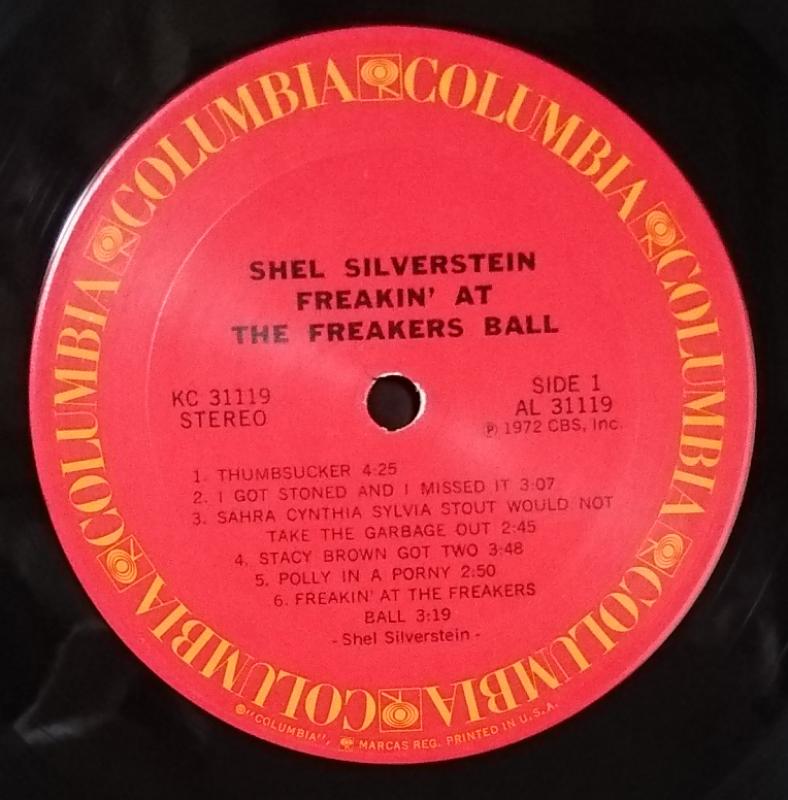 COLUMBIA COLUMBIA COLUMBIA COLUMBIA COLUMBIA COLUMBIA COLUMBIA
SHEL SILVERSTEIN
FREAKIN' AT
THE FREAKERS BALL
KC 31119
STEREO
SIDE 1
AL 31119
℗ 1972 CBS, Inc.
1. THUMBSUCKER 4:25
2. I GOT STONED AND I MISSED IT 3:07
3. SAHRA CYNTHIA SYLVIA STOUT WOULD NOT
TAKE THE GARBAGE OUT 2:45
4. STACY BROWN GOT TWO 3:48
5. POLLY IN A PORNY 2:50
6. FREAKIN' AT THE FREAKERS
BALL 3:19
- Shel Silverstein -
©"COLUMBIA", MARCAS REG. PRINTED IN U.S.A.